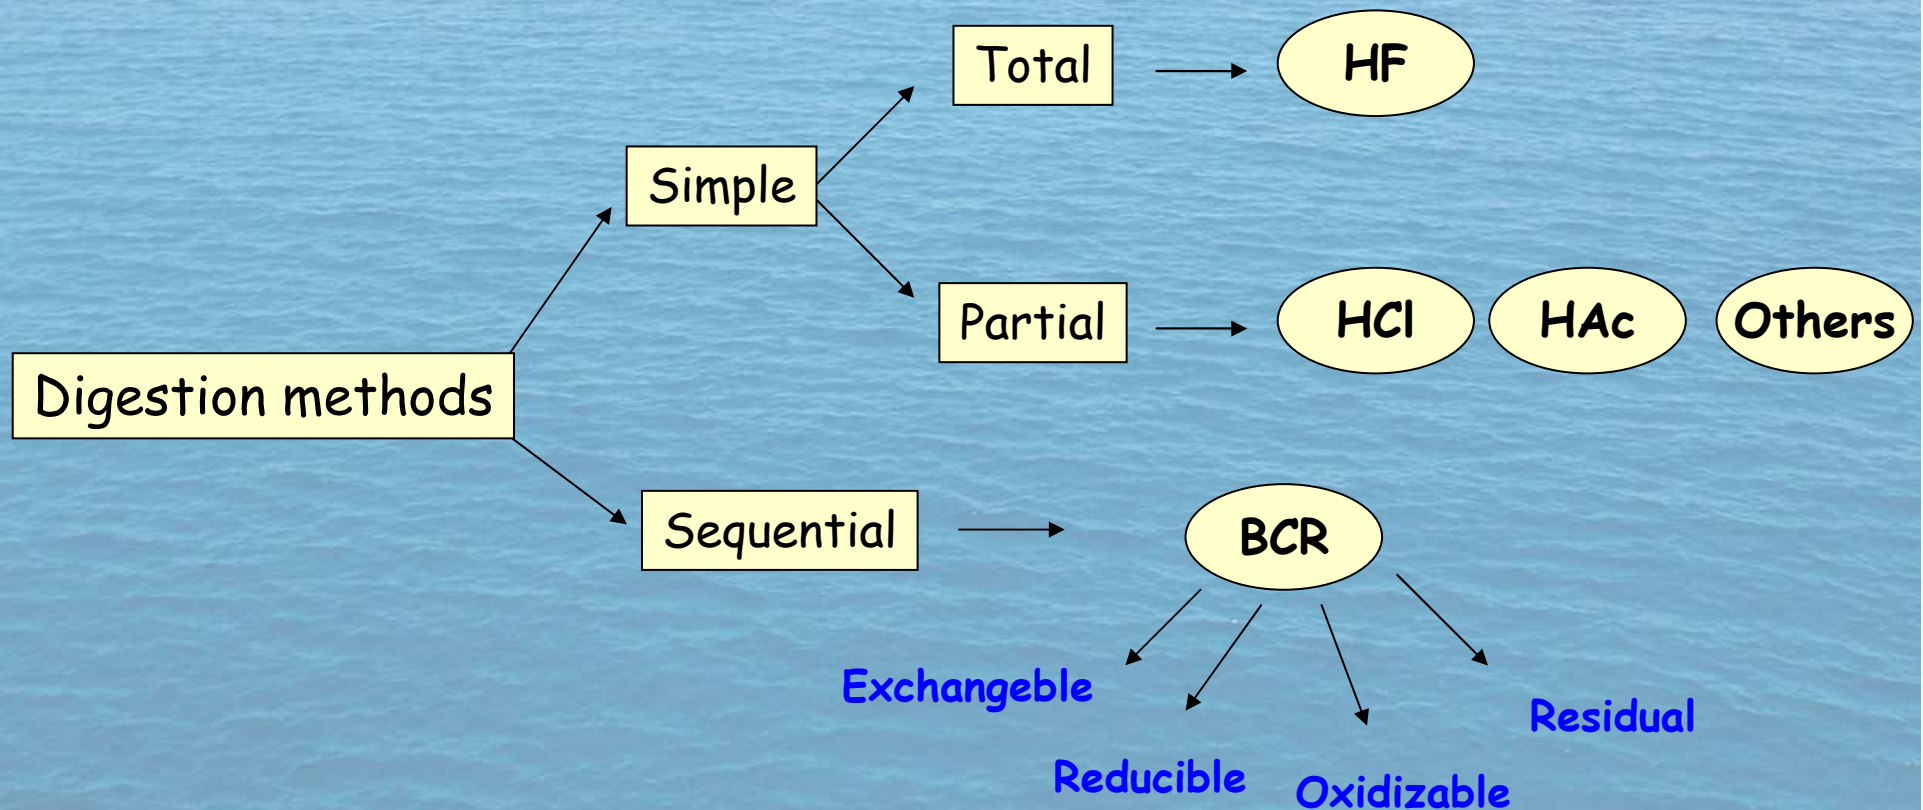 Total
HF
Simple
Partial
HCl
HAc
Others
Digestion methods
Sequential
BCR
Exchangeble
Residual
Reducible
Oxidizable